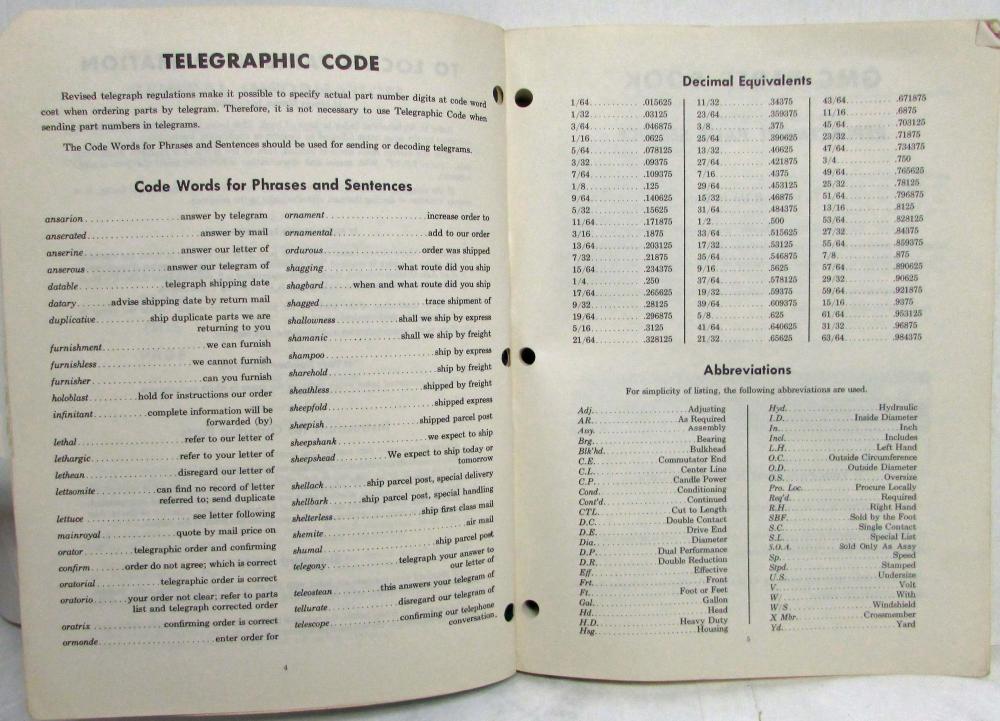 TELEGRAPHIC CODE
Revised telegraph regulations make it possible to specify actual part number digits at code word
cost when ordering parts by telegram. Therefore, it is not necessary to use Telegraphic Code when
sending part numbers in telegrams.
The Code Words for Phrases and Sentences should be used for sending or decoding telegrams.
Code Words for Phrases and Sentences
ansarion answer by telegram
anserated answer by mail
anserine answer our letter of
anserous answer our telegram of
datable telegraph shipping date
datary advise shipping date by return mail
duplicative ship duplicate parts we are
returning to you
furnishment we can furnish
furnishless we cannot furnish
furnisher can you furnish
holoblast hold for instructions our order
infinitant complete information will be
forwarded (by)
lethal refer to our letter of
lethargic refer to your letter of
lethean disregard our letter of
lettsomite can find no record of letter
referred to; send duplicate
lettuce see letter following
mainroyal quote by mail price on
orator telegraphic order and confirming
confirm order do not agree; which is correct
oratorial telegraphic order is correct
oratorio your order not clear; refer to parts
list and telegraph corrected order
oratrix confirming order is correct
ormonde enter order for
ornament increase order to
ornamental add to our order
ordurous order was shipped
shagging what route did you ship
shagbard when and what route did you ship
shagged trace shipment of
shallowness shall we ship by express
shamanic shall we ship by freight
shampoo ship by express
sharehold ship by freight
sheathless shipped by freight
sheepfold shipped express
sheepish shipped parcel post
sheepshank we expect to ship
sheepshead We expect to ship today or
tomorrow
shellack ship parcel post, special delivery
shellbark ship parcel post, special handling
shelterless ship first class mail
shemite air mail
shumal ship parcel post
telegony telegraph your answer to
our letter of
teleostean this answers your telegram of
tellurate disregard our telegram of
telescope confirming our telephone
conversation.
4
Decimal Equivalents
1/64 .015625
1/32 .03125
3/64 .046875
1/16 .0625
5/64 .078125
3/32 .09375
7/64 .109375
1/8 .125
9/64 .140625
5/32 .15625
11/64 .171875
3/16 .1875
13/64 .203125
7/32 .21875
15/64 .234375
1/4 .250
17/64 .265625
9/32 .28125
19/64 .296875
5/16 .3125
21/64 .328125
11/32 .34375
23/64 .359375
3/8 .375
25/64 .390625
13/32 .40625
27/64 .421875
7/16 .4375
29/64 .453125
15/32 .46875
31/64 .484375
1/2 .500
33/64 .515625
17/32 .53125
35/64 .546875
9/16 .5625
37/64 .578125
19/32 .59375
39/64 .609375
5/8 .625
41/64 .640625
21/32 .65625
43/64 .671875
11/16 .6875
45/64 .703125
23/32 .71875
47/64 .734375
3/4 .750
49/64 .765625
25/32 .78125
51/64 .796875
13/16 .8125
53/64 .828125
27/32 .84375
55/64 .859375
7/8 .875
57/64 .890625
29/32 .90625
59/64 .921875
15/16 .9375
61/64 .953125
31/32 .96875
63/64 .984375
Abbreviations
For simplicity of listing, the following abbreviations are used.
Adj. Adjusting
AR. As Required
Assy. Assembly
Brg. Bearing
Blk'hd. Bulkhead
C.E. Commutator End
C.L. Center Line
C.P. Candle Power
Cond. Conditioning
Cont'd. Continued
CTL. Cut to Length
D.C. Double Contact
D.E. Drive End
Dia. Diameter
D.P. Dual Performance
D.R. Double Reduction
Eff. Effective
Frt. Front
Ft. Foot or Feet
Gal. Gallon
Hd. Head
H.D. Heavy Duty
Hsg. Housing
Hyd. Hydraulic
I.D. Inside Diameter
In. Inch
Incl. Includes
L.H. Left Hand
O.C. Outside Circumference
O.D. Outside Diameter
O.S. Oversize
Pro. Loc. Procure Locally
Req'd. Required
R.H. Right Hand
SBF. Sold by the Foot
S.C. Single Contact
S.L. Special List
S.O.A. Sold Only As Assy
Sp. Speed
Stpd. Stamped
U.S. Undersize
V. Volt
W/ With
W/S Windshield
X Mbr. Crossmember
Yd. Yard
5